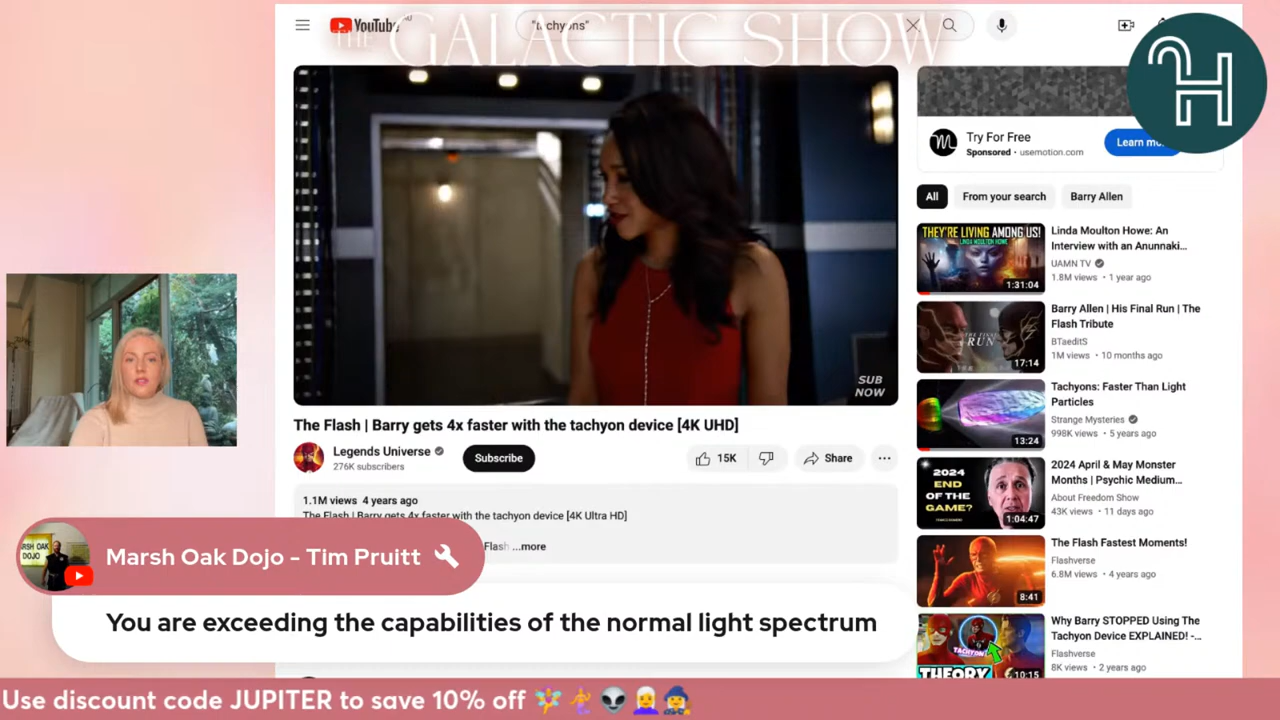 YouTube
"tachyons"
THE GALACTIC SHOW
H
Try For Free
Sponsored · usemotion.com
Learn mo
SUB
NOW
All
From your search
Barry Allen
THEY'RE LIVING AMONG US!
LINDA MOULTON HOWE
1:31:04
Linda Moulton Howe: An
Interview with an Anunnaki...
UAMN TV
1.8M views · 1 year ago
THE FINAL
RUN
17:14
Barry Allen | His Final Run | The
Flash Tribute
BTaeditS
1M views · 10 months ago
13:24
Tachyons: Faster Than Light
Particles
Strange Mysteries
998K views · 5 years ago
2024
END
OF THE
GAME?
1:04:47
2024 April & May Monster
Months | Psychic Medium...
About Freedom Show
43K views · 11 days ago
8:41
The Flash Fastest Moments!
Flashverse
6.8M views · 4 years ago
TACHYON
THEORY
10:15
Why Barry STOPPED Using The
Tachyon Device EXPLAINED! -...
Flashverse
8K views · 2 years ago
The Flash | Barry gets 4x faster with the tachyon device [4K UHD]
Legends Universe
276K subscribers
Subscribe
15K
Share
1.1M views 4 years ago
The Flash | Barry gets 4x faster with the tachyon device [4K Ultra HD]
Flash ...more
MARSH OAK
DOJO
Marsh Oak Dojo - Tim Pruitt
You are exceeding the capabilities of the normal light spectrum
Use discount code JUPITER to save 10% off 🧚🧜‍♀️👽👩‍🦳🧙‍♀️